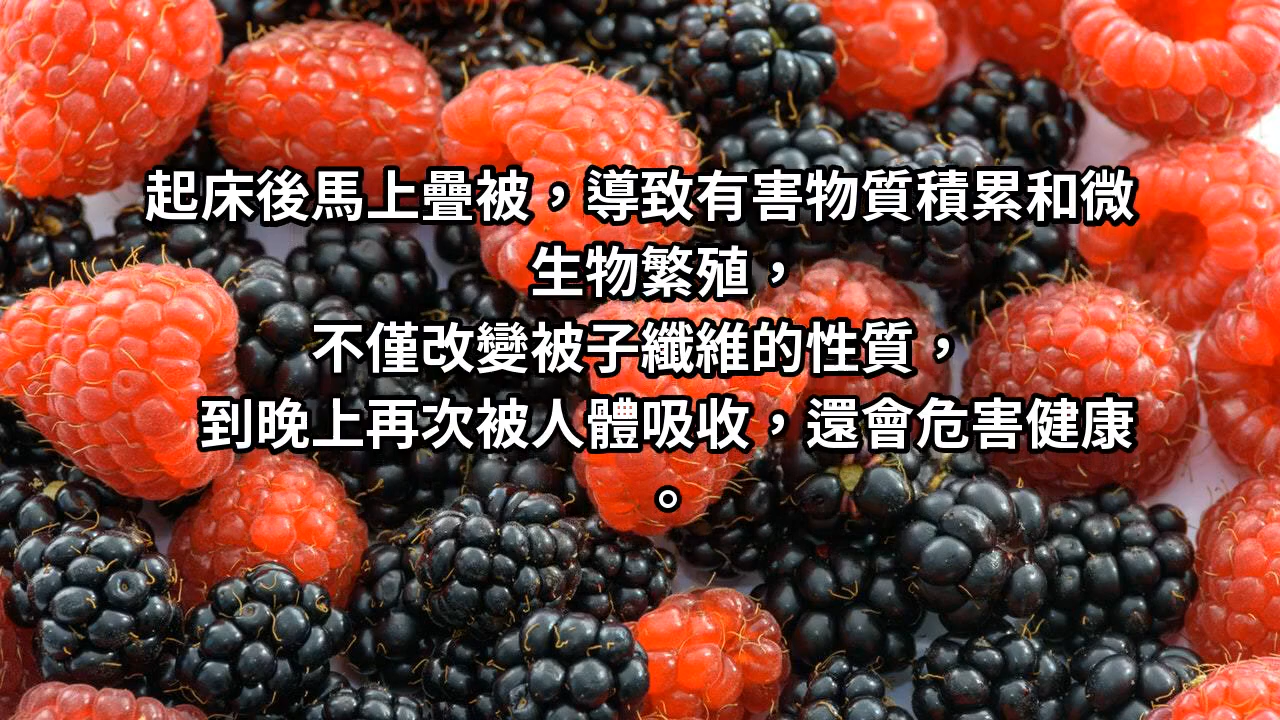 起床後馬上疊被，導致有害物質積累和微
生物繁殖，
不僅改變被子纖維的性質，
到晚上再次被人體吸收，還會危害健康
。